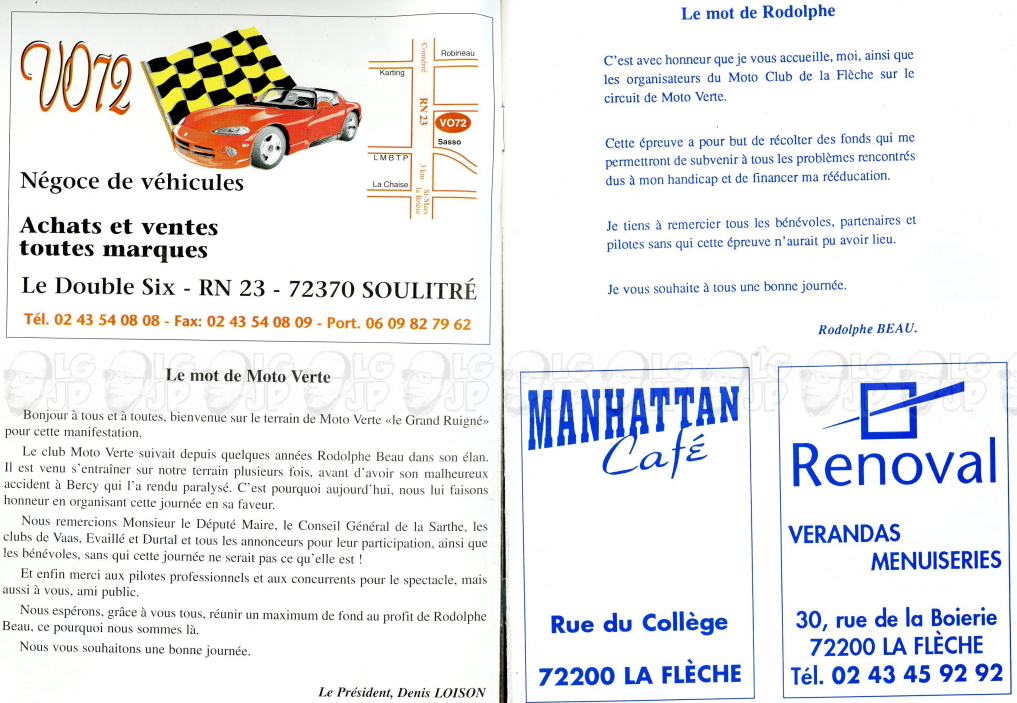 VO72
Négoce de véhicules
Achats et ventes
toutes marques
Le Double Six - RN 23 - 72370 SOULITRÉ
Tél. 02 43 54 08 08 - Fax: 02 43 54 08 09 - Port. 06 09 82 79 62
Connérré
Robineau
Karting
RN 23
VO72
Sasso
L M B T P
3 km
La Chaise
St-Mars
la Brière
Le mot de Moto Verte
Bonjour à tous et à toutes, bienvenue sur le terrain de Moto Verte «le Grand Ruigné»
pour cette manifestation.
Le club Moto Verte suivait depuis quelques années Rodolphe Beau dans son élan.
Il est venu s'entraîner sur notre terrain plusieurs fois, avant d'avoir son malheureux
accident à Bercy qui l'a rendu paralysé. C'est pourquoi aujourd'hui, nous lui faisons
honneur en organisant cette journée en sa faveur.
Nous remercions Monsieur le Député Maire, le Conseil Général de la Sarthe, les
clubs de Vaas, Evaillé et Durtal et tous les annonceurs pour leur participation, ainsi que
les bénévoles, sans qui cette journée ne serait pas ce qu'elle est !
Et enfin merci aux pilotes professionnels et aux concurrents pour le spectacle, mais
aussi à vous, ami public.
Nous espérons, grâce à vous tous, réunir un maximum de fond au profit de Rodolphe
Beau, ce pourquoi nous sommes là.
Nous vous souhaitons une bonne journée.
Le Président, Denis LOISON
Le mot de Rodolphe
C'est avec honneur que je vous accueille, moi, ainsi que
les organisateurs du Moto Club de la Flèche sur le
circuit de Moto Verte.
Cette épreuve a pour but de récolter des fonds qui me
permettront de subvenir à tous les problèmes rencontrés
dus à mon handicap et de financer ma rééducation.
Je tiens à remercier tous les bénévoles, partenaires et
pilotes sans qui cette épreuve n'aurait pu avoir lieu.
Je vous souhaite à tous une bonne journée.
Rodolphe BEAU.
MANHATTAN
Café
Rue du Collège
72200 LA FLÈCHE
Renoval
VERANDAS
MENUISERIES
30, rue de la Boierie
72200 LA FLÈCHE
Tél. 02 43 45 92 92
LG
JP
LG
JP
LG
JP
LG
JP
LG
JP
LG
JP
LG
JP